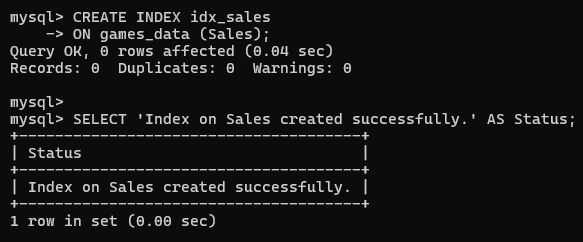 mysql> CREATE INDEX idx_sales
    -> ON games_data (Sales);
Query OK, 0 rows affected (0.04 sec)
Records: 0  Duplicates: 0  Warnings: 0

mysql>
mysql> SELECT 'Index on Sales created successfully.' AS Status;
+--------------------------------------+
| Status                               |
+--------------------------------------+
| Index on Sales created successfully. |
+--------------------------------------+
1 row in set (0.00 sec)